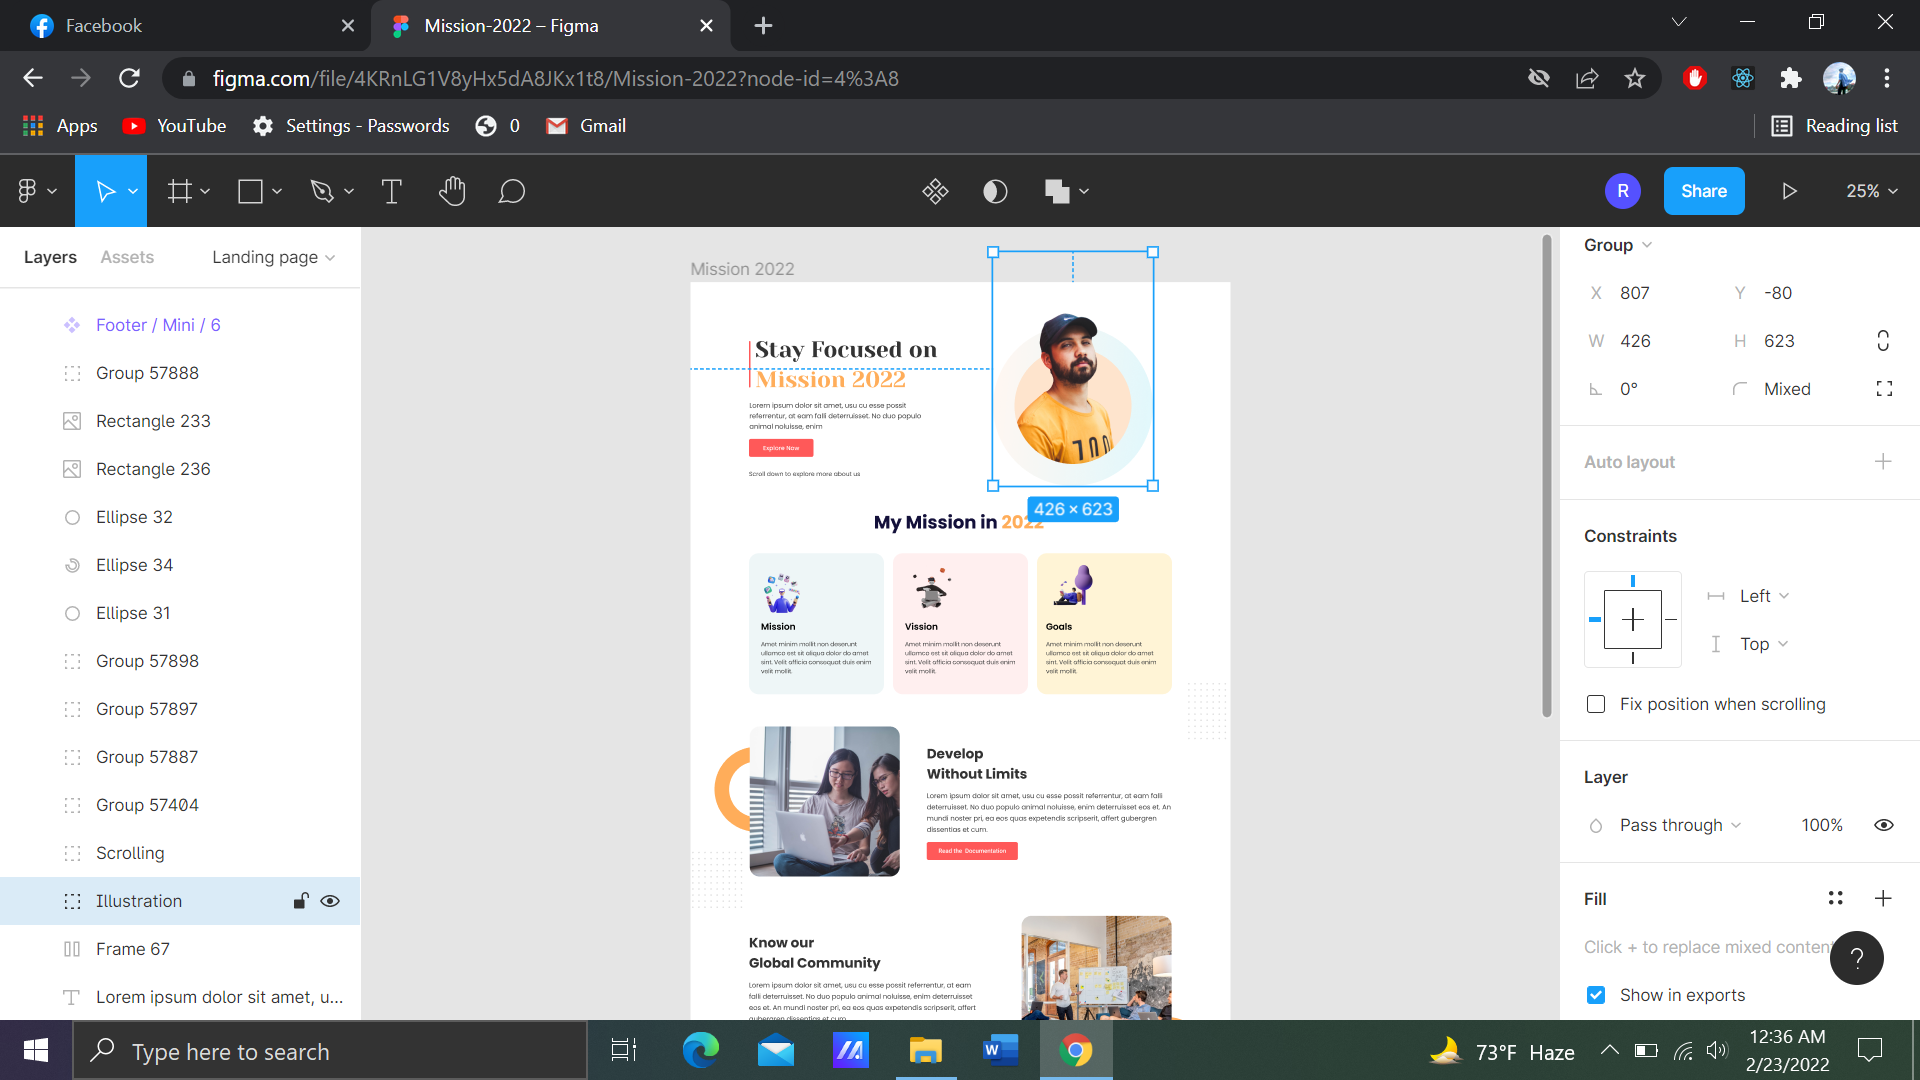 Facebook
Mission-2022 – Figma
figma.com/file/4KRnLG1V8yHx5dA8JKx1t8/Mission-2022?node-id=4%3A8
Apps
YouTube
Settings - Passwords
0
Gmail
Reading list
R
Share
25%
Layers
Assets
Landing page
Footer / Mini / 6
Group 57888
Rectangle 233
Rectangle 236
Ellipse 32
Ellipse 34
Ellipse 31
Group 57898
Group 57897
Group 57887
Group 57404
Scrolling
Illustration
Frame 67
Lorem ipsum dolor sit amet, u...
Mission 2022
Stay Focused on
Mission 2022
Lorem ipsum dolor sit amet, usu cu esse possit
referrentur, at eam falli deterruisset. No duo populo
animal noluisse, enim
Explore Now
Scroll down to explore more about us
700
426 × 623
My Mission in 2022
Mission
Amet minim mollit non deserunt
ullamco est sit aliqua dolor do amet
sint. Velit officia consequat duis enim
velit mollit.
Vission
Amet minim mollit non deserunt
ullamco est sit aliqua dolor do amet
sint. Velit officia consequat duis enim
velit mollit.
Goals
Amet minim mollit non deserunt
ullamco est sit aliqua dolor do amet
sint. Velit officia consequat duis enim
velit mollit.
Develop
Without Limits
Lorem ipsum dolor sit amet, usu cu esse possit referrentur, at eam falli
deterruisset. No duo populo animal noluisse, enim deterruisset eos et. An
mundi noster pri, ea eos quas expetendis scripserit, affert gubergren
dissentias et cum.
Read the Documentation
Know our
Global Community
Lorem ipsum dolor sit amet, usu cu esse possit referrentur, at eam
falli deterruisset. No duo populo animal noluisse, enim deterruisset
eos et. An mundi noster pri, ea eos quas expetendis scripserit, affert
gubergren dissentias et cum.
Group
X 807
Y -80
W 426
H 623
0°
Mixed
Auto layout
Constraints
Left
Top
Fix position when scrolling
Layer
Pass through
100%
Fill
Click + to replace mixed content
?
Show in exports
Type here to search
W
73°F Haze
12:36 AM
2/23/2022